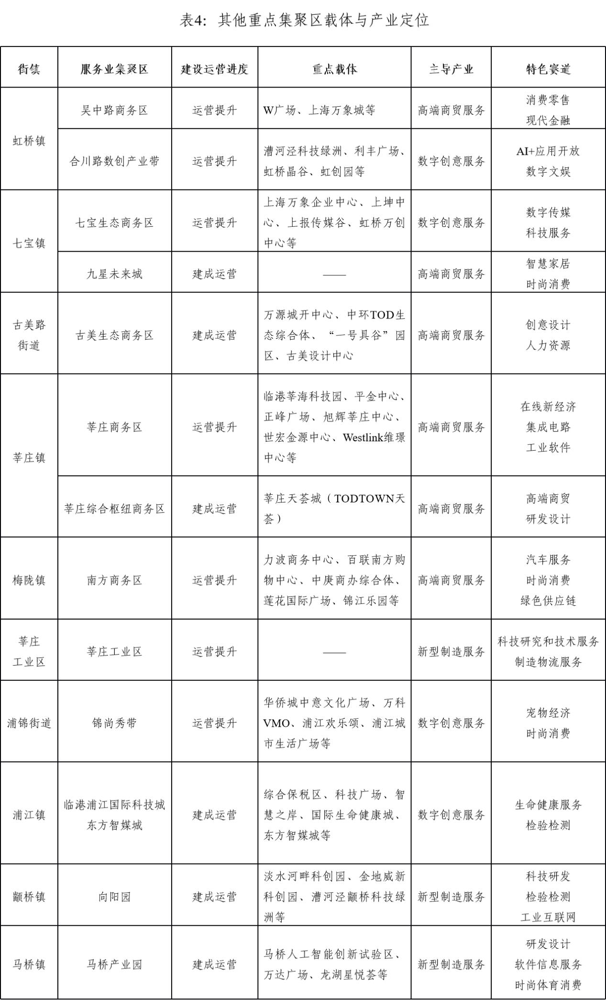 表4：其他重点集聚区载体与产业定位
街镇 服务业集聚区 建设运营进度 重点载体 主导产业 特色赛道
虹桥镇
吴中路商务区 运营提升 W广场、上海万象城等 高端商贸服务
消费零售
现代金融
合川路数创产业带 运营提升
漕河泾科技绿洲、利丰广场、
虹桥晶谷、虹创园等
数字创意服务
AI+应用开放
数字文娱
七宝镇
七宝生态商务区 运营提升
上海万象企业中心、上坤中
心、上报传媒谷、虹桥万创
中心等
数字创意服务
数字传媒
科技服务
九星未来城 建成运营 —— 高端商贸服务
智慧家居
时尚消费
古美路
街道
古美生态商务区 建成运营
万源城开中心、中环TOD生
态综合体、“一号具谷”园
区、古美设计中心
高端商贸服务
创意设计
人力资源
莘庄镇
莘庄商务区 运营提升
临港莘海科技园、平金中心、
正峰广场、旭辉莘庄中心、
世宏金源中心、Westlink维璟
中心等
高端商贸服务
在线新经济
集成电路
工业软件
莘庄综合枢纽商务区 建成运营
莘庄天荟城（TODTOWN天
荟）
高端商贸服务
高端商贸
研发设计
梅陇镇
南方商务区 运营提升
力波商务中心、百联南方购
物中心、中庚商办综合体、
莲花国际广场、锦江乐园等
高端商贸服务
汽车服务
时尚消费
绿色供应链
莘庄
工业区
莘庄工业区 运营提升 —— 新型制造服务
科技研究和技术服务
制造物流服务
浦锦街道
锦尚秀带 运营提升
华侨城中意文化广场、万科
VMO、浦江欢乐颂、浦江城
市生活广场等
数字创意服务
宠物经济
时尚消费
浦江镇
临港浦江国际科技城
东方智媒城
建成运营
综合保税区、科技广场、智
慧之岸、国际生命健康城、
东方智媒城等
数字创意服务
生命健康服务
检验检测
颛桥镇
向阳园 建成运营
淡水河畔科创园、金地威新
科创园、漕河泾颛桥科技绿
洲等
新型制造服务
科技研发
检验检测
工业互联网
马桥镇
马桥产业园 建成运营
马桥人工智能创新试验区、
万达广场、龙湖星悦荟等
新型制造服务
研发设计
软件信息服务
时尚体育消费